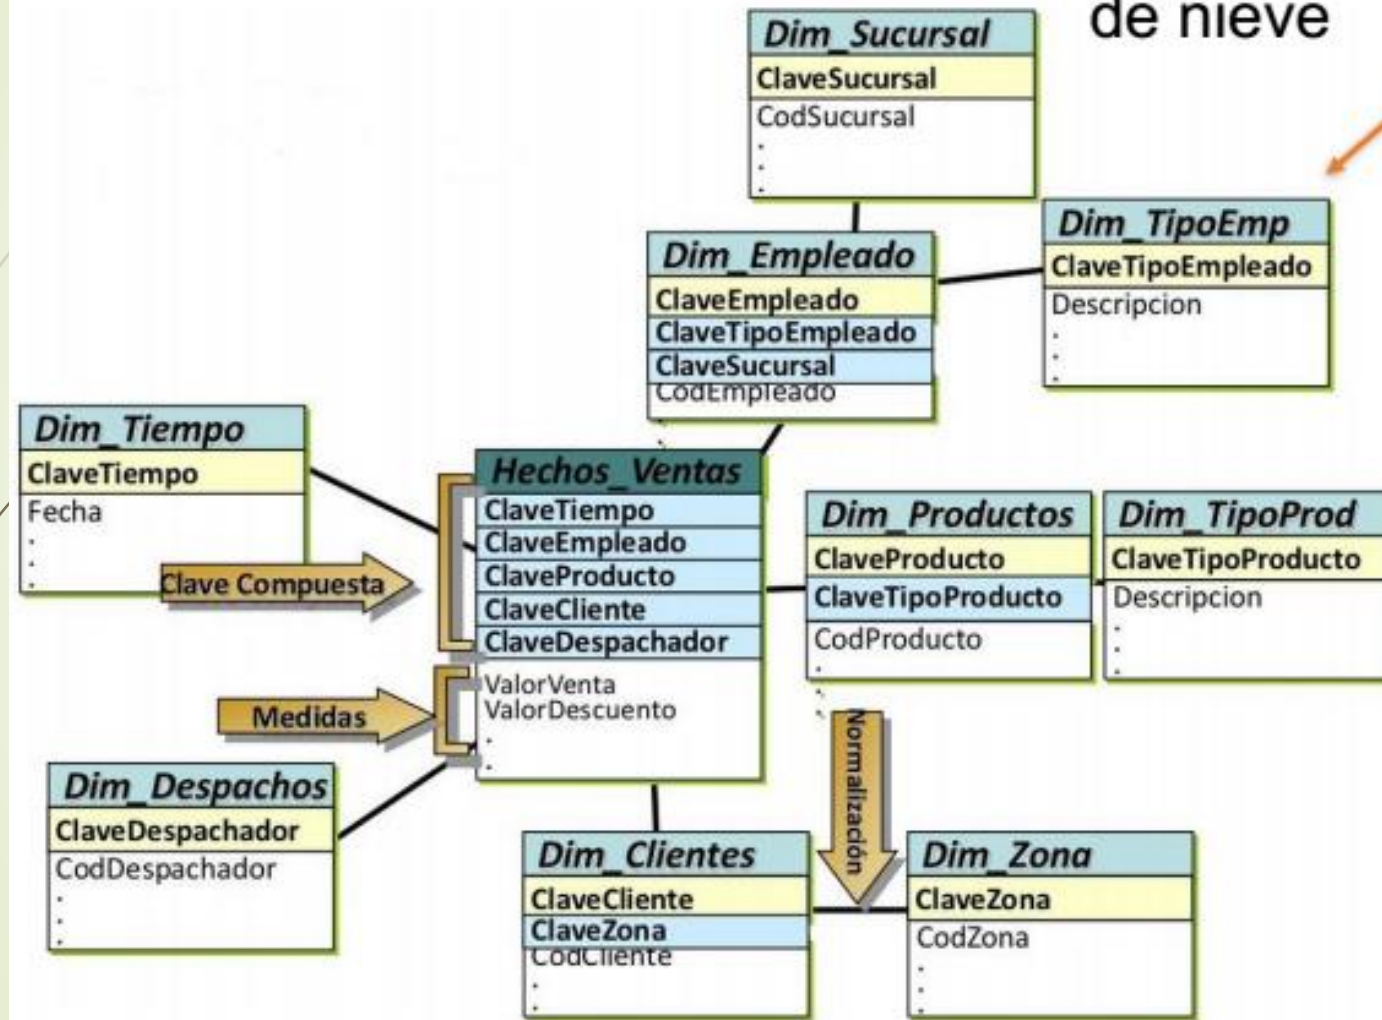 de nieve
Dim_Sucursal
ClaveSucursal
CodSucursal
Dim_TipoEmp
ClaveTipoEmpleado
Descripcion
Dim_Empleado
ClaveEmpleado
ClaveTipoEmpleado
ClaveSucursal
CodEmpleado
Dim_Tiempo
ClaveTiempo
Fecha
Clave Compuesta
Hechos_Ventas
ClaveTiempo
ClaveEmpleado
ClaveProducto
ClaveCliente
ClaveDespachador
ValorVenta
ValorDescuento
Medidas
Dim_Productos
ClaveProducto
ClaveTipoProducto
CodProducto
Dim_TipoProd
ClaveTipoProducto
Descripcion
Normalización
Dim_Despachos
ClaveDespachador
CodDespachador
Dim_Clientes
ClaveCliente
ClaveZona
CodCliente
Dim_Zona
ClaveZona
CodZona